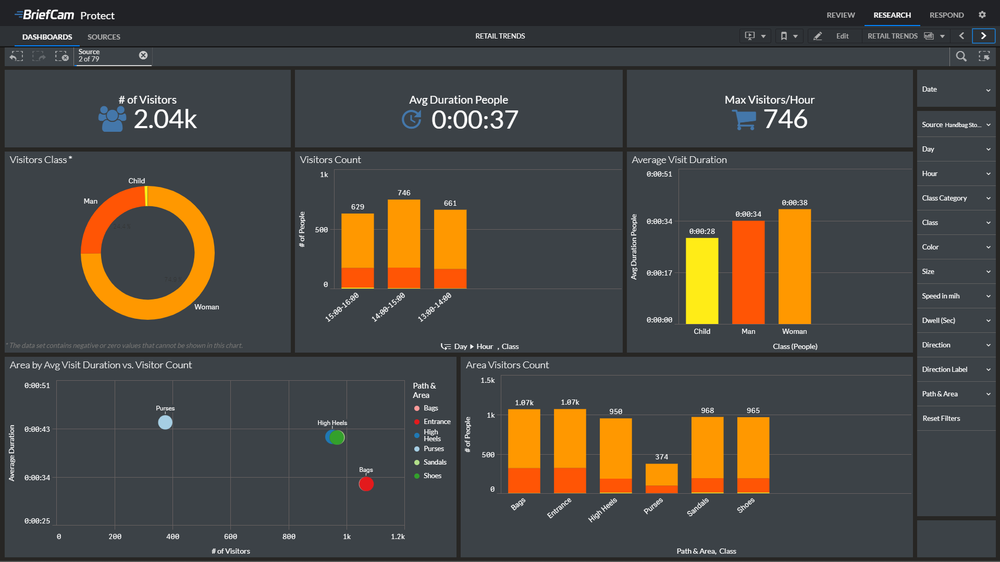 BriefCam Protect
REVIEW RESEARCH RESPOND
DASHBOARDS SOURCES
RETAIL TRENDS
Edit RETAIL TRENDS
Source
2 of 79
# of Visitors
2.04k
Avg Duration People
0:00:37
Max Visitors/Hour
746
Date
Source Handbag Sto...
Day
Hour
Class Category
Class
Color
Size
Speed in mih
Dwell (Sec)
Direction
Direction Label
Path & Area
Reset Filters
Visitors Class *
Child
Man
24.4%
74.9%
Woman
* The data set contains negative or zero values that cannot be shown in this chart.
Visitors Count
# of People
1k
500
0
629
746
661
15:00-16:00
14:00-15:00
13:00-14:00
Day Hour , Class
Average Visit Duration
Avg Duration People
0:00:51
0:00:34
0:00:17
0:00:00
0:00:28
0:00:34
0:00:38
Child Man Woman
Class (People)
Area by Avg Visit Duration vs. Visitor Count
Average Duration
0:00:51
0:00:43
0:00:34
0:00:25
Purses
High Heels
Bags
0 200 400 600 800 1k 1.2k
# of Visitors
Path &
Area
Bags
Entrance
High
Heels
Purses
Sandals
Shoes
Area Visitors Count
# of People
1.5k
1k
500
0
1.07k
1.07k
950
374
968
965
Bags
Entrance
High Heels
Purses
Sandals
Shoes
Path & Area, Class